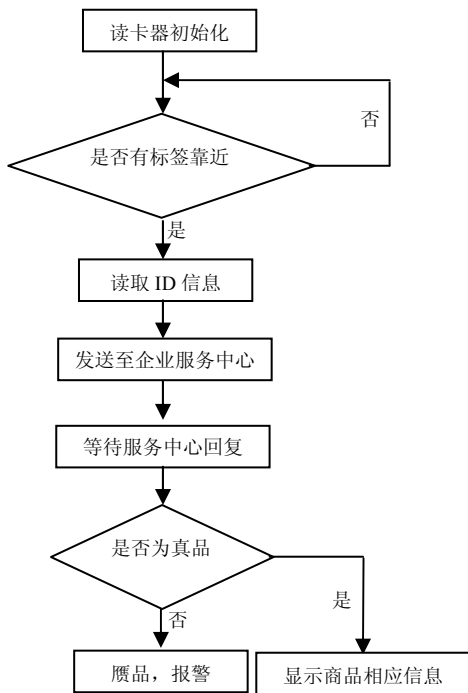 读卡器初始化
否
是否有标签靠近
是
读取 ID 信息
发送至企业服务中心
等待服务中心回复
是否为真品
是
否
赝品，报警
显示商品相应信息